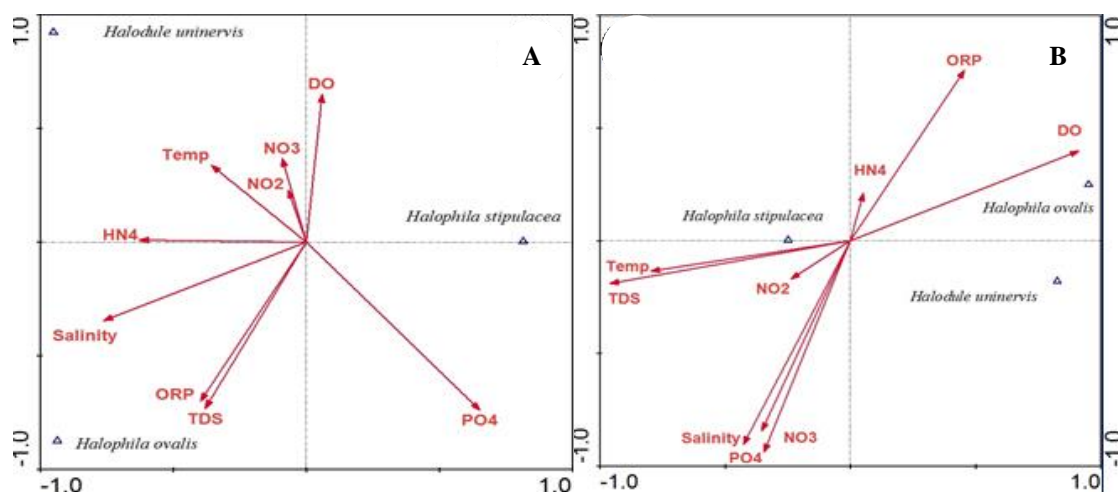 1.0
Halodule uninervis
A
DO
NO3
Temp
NO2
Halophila stipulacea
HN4
Salinity
ORP
TDS
PO4
Halophila ovalis
-1.0
-1.0
1.0
B
1.0
ORP
DO
HN4
Halophila stipulacea
Halophila ovalis
Temp
NO2
TDS
Halodule uninervis
Salinity
NO3
PO4
-1.0
-1.0
-1.0
1.0